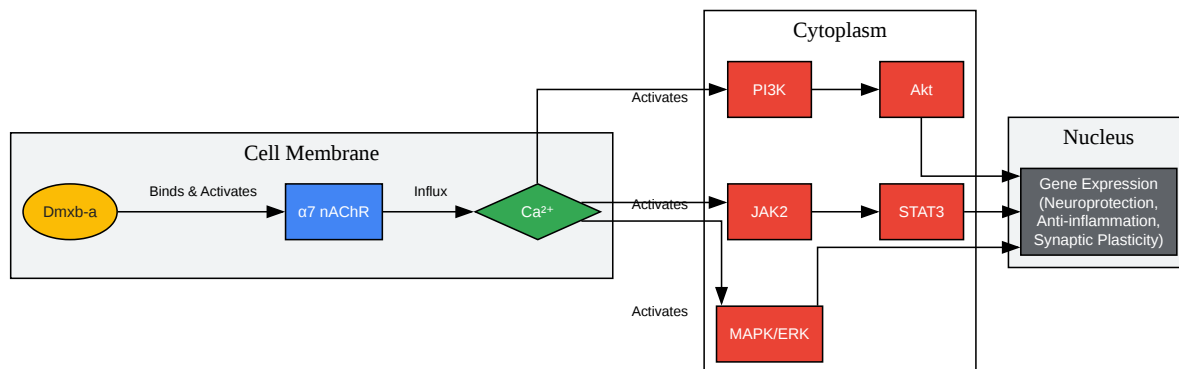 Cytoplasm
PI3K
Akt
Activates
Cell Membrane
Nucleus
Dmxb-a
Binds & Activates
α7 nAChR
Influx
Ca²⁺
Activates
JAK2
STAT3
Gene Expression
(Neuroprotection,
Anti-inflammation,
Synaptic Plasticity)
Activates
MAPK/ERK